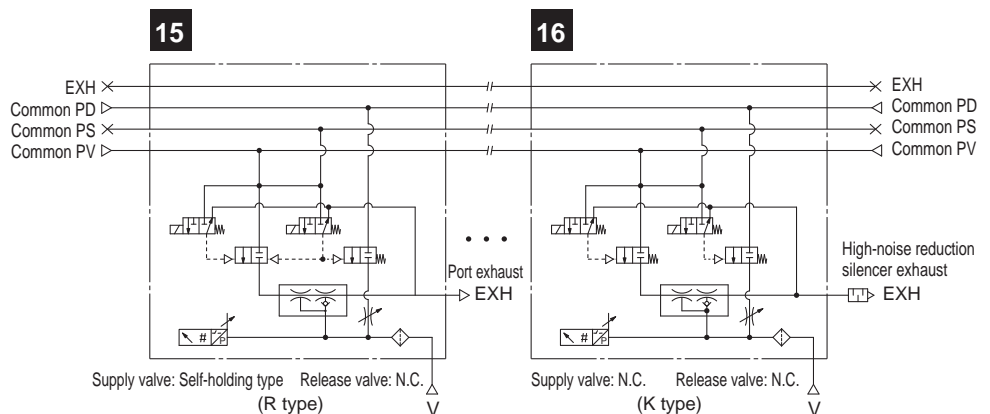 15
16
EXH
Common PD
Common PS
Common PV
EXH
Common PD
Common PS
Common PV
Port exhaust
EXH
High-noise reduction
silencer exhaust
EXH
# P
# P
Supply valve: Self-holding type Release valve: N.C.
(R type)
V
Supply valve: N.C. Release valve: N.C.
(K type)
V